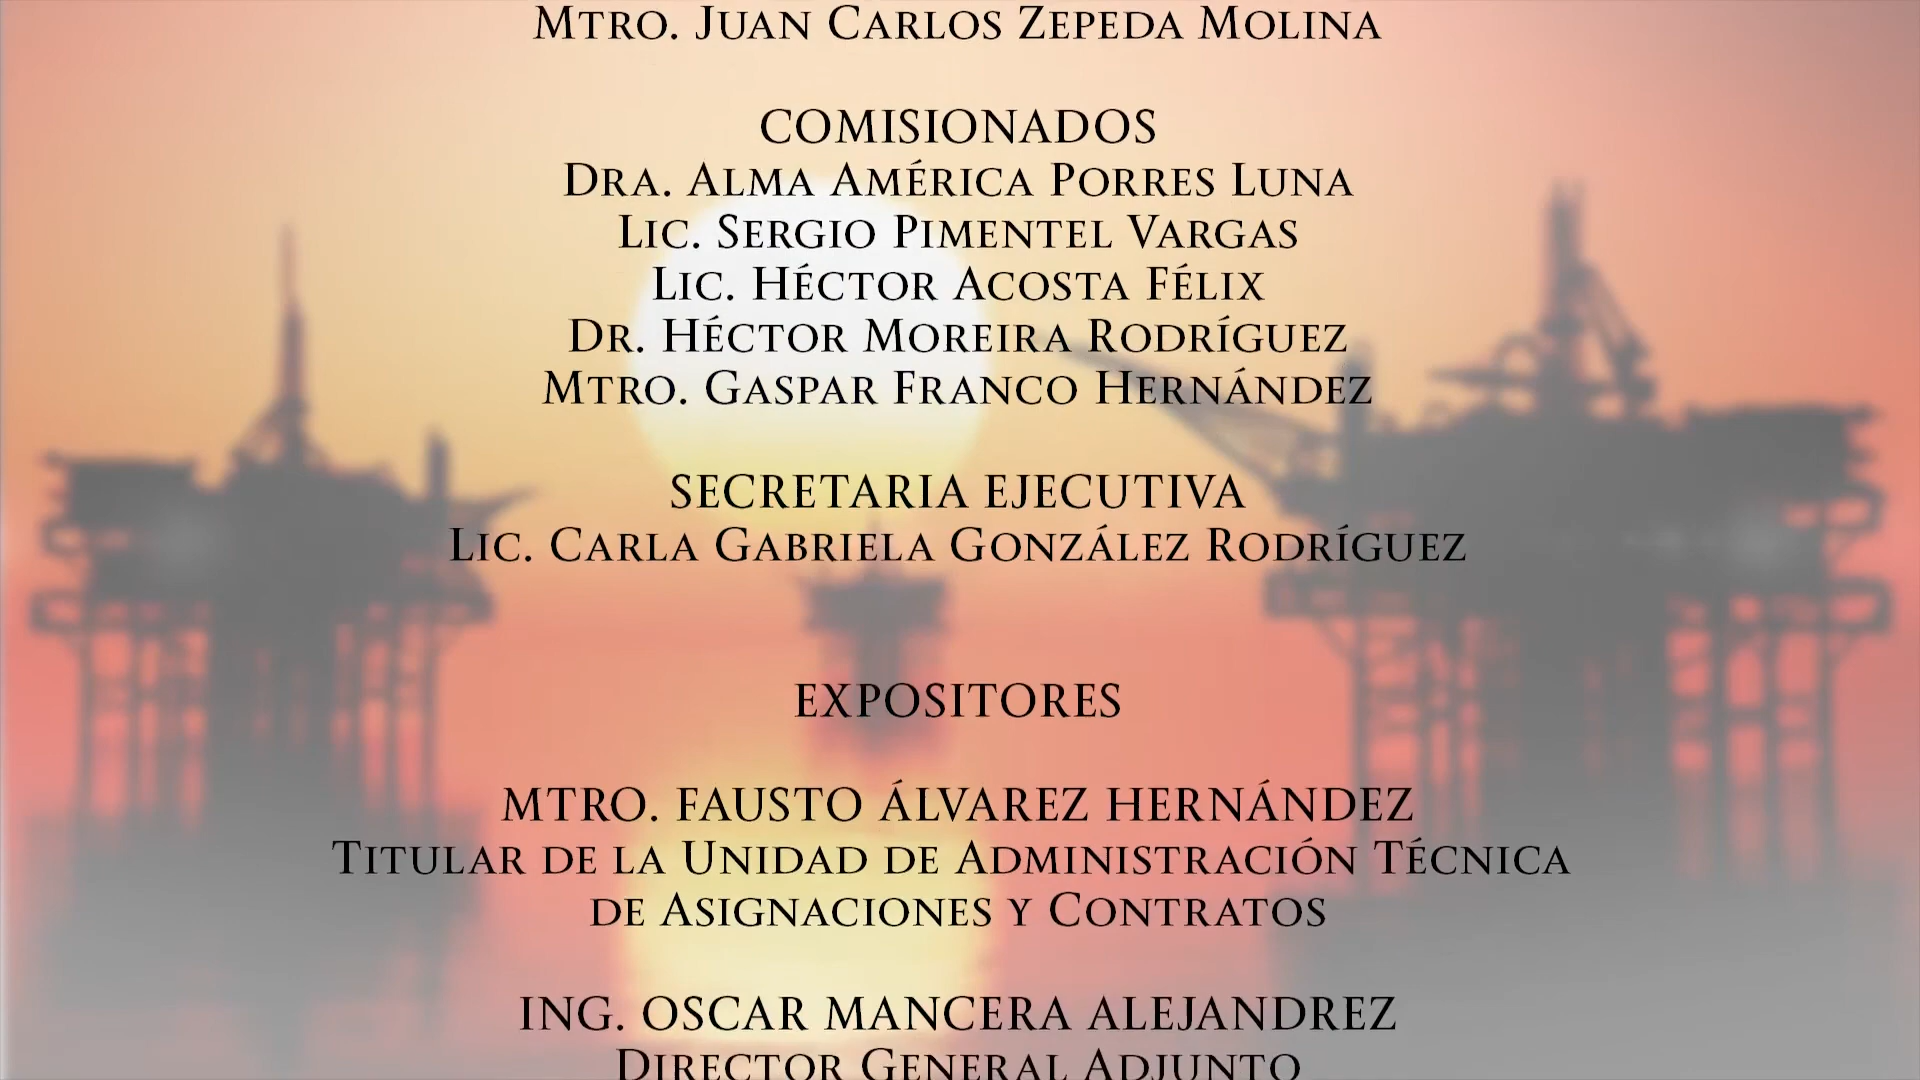 Mtro. Juan Carlos Zepeda Molina
COMISIONADOS
Dra. Alma América Porres Luna
Lic. Sergio Pimentel Vargas
Lic. Héctor Acosta Félix
Dr. Héctor Moreira Rodríguez
Mtro. Gaspar Franco Hernández
SECRETARIA EJECUTIVA
Lic. Carla Gabriela González Rodríguez
EXPOSITORES
MTRO. FAUSTO ÁLVAREZ HERNÁNDEZ
Titular de la Unidad de Administración Técnica
de Asignaciones y Contratos
ING. OSCAR MANCERA ALEJANDREZ
Director General Adjunto